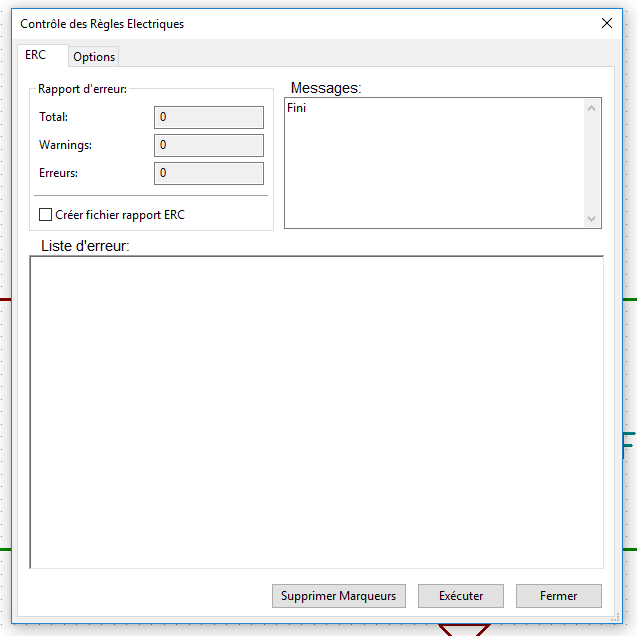 Contrôle des Règles Electriques
ERC
Options
Rapport d'erreur:
Total:
0
Warnings:
0
Erreurs:
0
Créer fichier rapport ERC
Messages:
Fini
Liste d'erreur:
Supprimer Marqueurs
Exécuter
Fermer